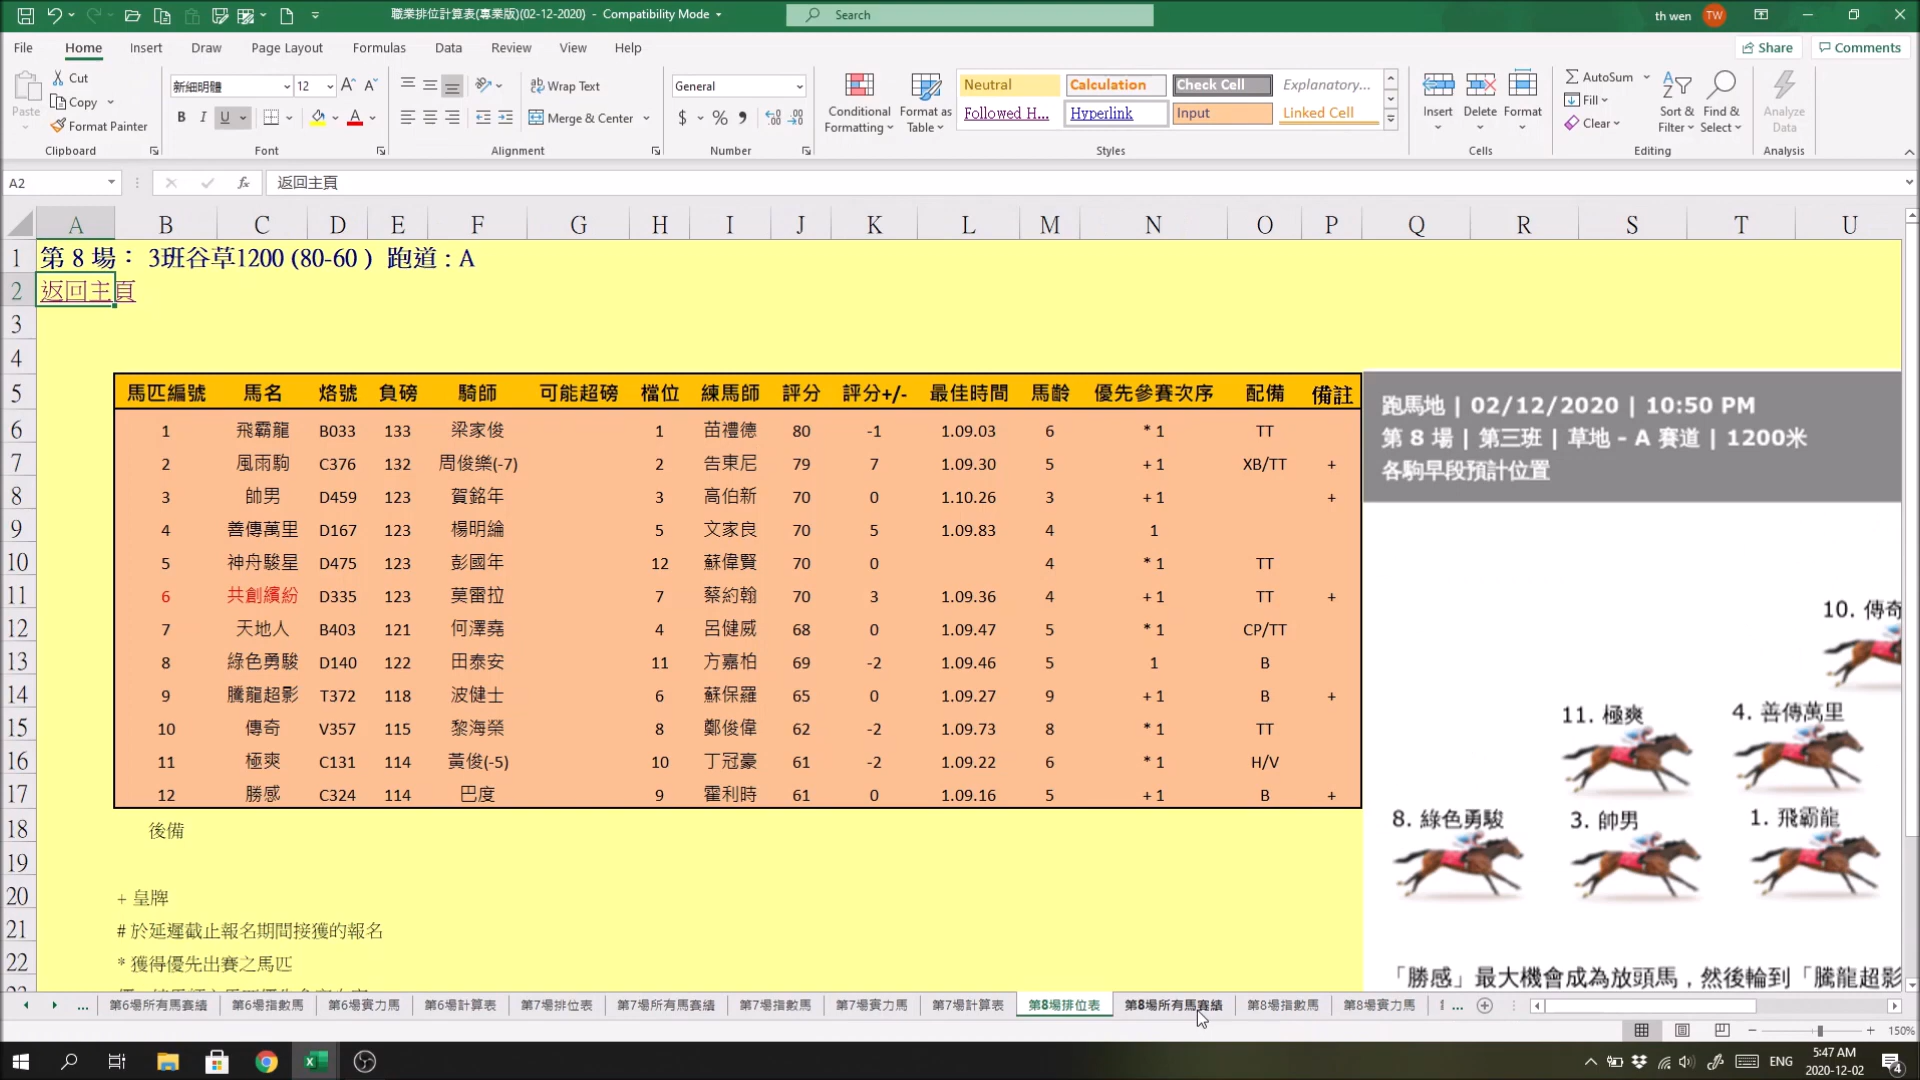 職業排位計算表(專業版)(02-12-2020) - Compatibility Mode
Search
th wen TW
File Home Insert Draw Page Layout Formulas Data Review View Help
Share Comments
Paste Cut Copy Format Painter
新細明體 12
B I U
Wrap Text
Merge & Center
General
$ % 9
Conditional Formatting
Format as Table
Neutral Calculation Check Cell Explanatory...
Followed H... Hyperlink Input Linked Cell
Insert Delete Format
AutoSum Fill Clear
Sort & Filter Find & Select
Analyze Data
Clipboard Font Alignment Number Styles Cells Editing Analysis
A2 fx 返回主頁
A B C D E F G H I J K L M N O P Q R S T U
1 第 8 場： 3班谷草1200 (80-60 ) 跑道 : A
2 返回主頁
3
4
5 馬匹編號 馬名 烙號 負磅 騎師 可能超磅 檔位 練馬師 評分 評分+/- 最佳時間 馬齡 優先參賽次序 配備 備註
6 1 飛霸龍 B033 133 梁家俊 1 苗禮德 80 -1 1.09.03 6 * 1 TT
7 2 風雨駒 C376 132 周俊樂(-7) 2 告東尼 79 7 1.09.30 5 + 1 XB/TT +
8 3 帥男 D459 123 賀銘年 3 高伯新 70 0 1.10.26 3 + 1 +
9 4 善傳萬里 D167 123 楊明綸 5 文家良 70 5 1.09.83 4 1
10 5 神舟駿星 D475 123 彭國年 12 蘇偉賢 70 0 4 * 1 TT
11 6 共創繽紛 D335 123 莫雷拉 7 蔡約翰 70 3 1.09.36 4 + 1 TT +
12 7 天地人 B403 121 何澤堯 4 呂健威 68 0 1.09.47 5 * 1 CP/TT
13 8 綠色勇駿 D140 122 田泰安 11 方嘉柏 69 -2 1.09.46 5 1 B
14 9 騰龍超影 T372 118 波健士 6 蘇保羅 65 0 1.09.27 9 + 1 B +
15 10 傳奇 V357 115 黎海榮 8 鄭俊偉 62 -2 1.09.73 8 * 1 TT
16 11 極爽 C131 114 黃俊(-5) 10 丁冠豪 61 -2 1.09.22 6 * 1 H/V
17 12 勝感 C324 114 巴度 9 霍利時 61 0 1.09.16 5 + 1 B +
18 後備
19
20 + 皇牌
21 # 於延遲截止報名期間接獲的報名
22 * 獲得優先出賽之馬匹
跑馬地 | 02/12/2020 | 10:50 PM
第 8 場 | 第三班 | 草地 - A 賽道 | 1200米
各駒早段預計位置
10. 傳奇
11. 極爽 4. 善傳萬里
8. 綠色勇駿 3. 帥男 1. 飛霸龍
「勝感」最大機會成為放頭馬，然後輪到「騰龍超影
... 第6場所有馬賽績 第6場指數馬 第6場賓力馬 第6場計算表 第7場排位表 第7場所有馬賽績 第7場指數馬 第7場賓力馬 第7場計算表 第8場排位表 第8場所有馬賽績 第8場指數馬 第8場賓力馬 ...
150%
ENG
5:47 AM
2020-12-02
4